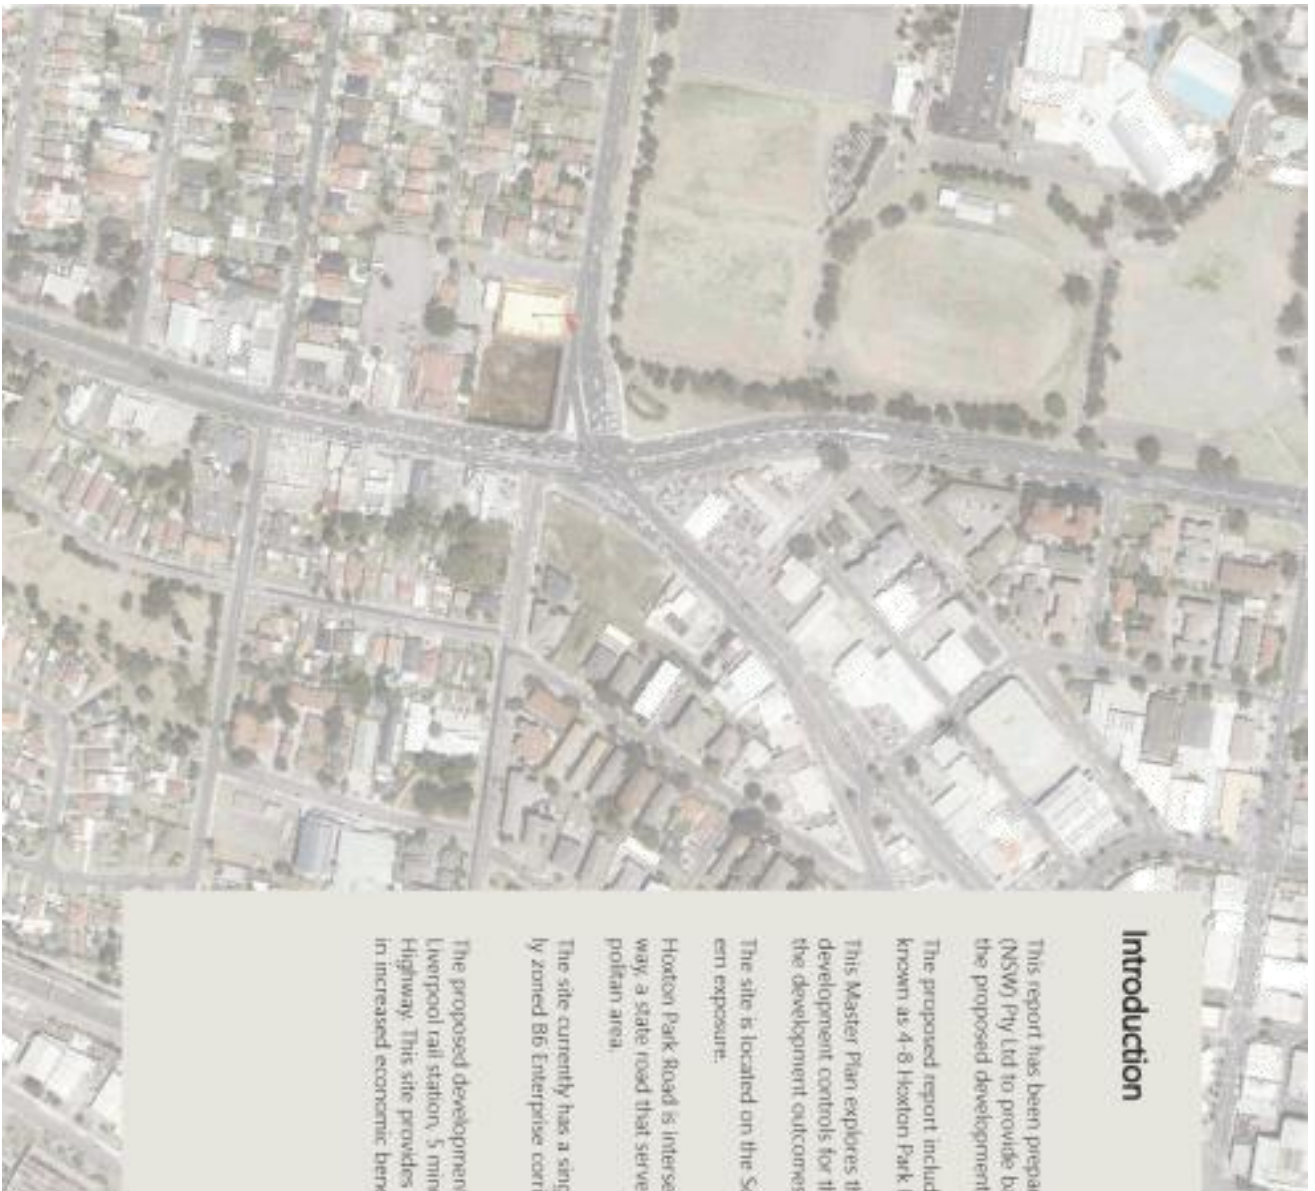 Introduction
This report has been prepa
(NSW) Pty Ltd to provide ba
the proposed development
The proposed report includ
known as 4-8 Hoxton Park
This Master Plan explores th
development controls for th
the development outcomes
The site is located on the So
ern exposure.
Hoxton Park Road is interse
way, a state road that serve
politan area.
The site currently has a sing
ly zoned B6 Enterprise corri
The proposed developmen
Liverpool rail station, 5 min
Highway. This site provides
in increased economic bene